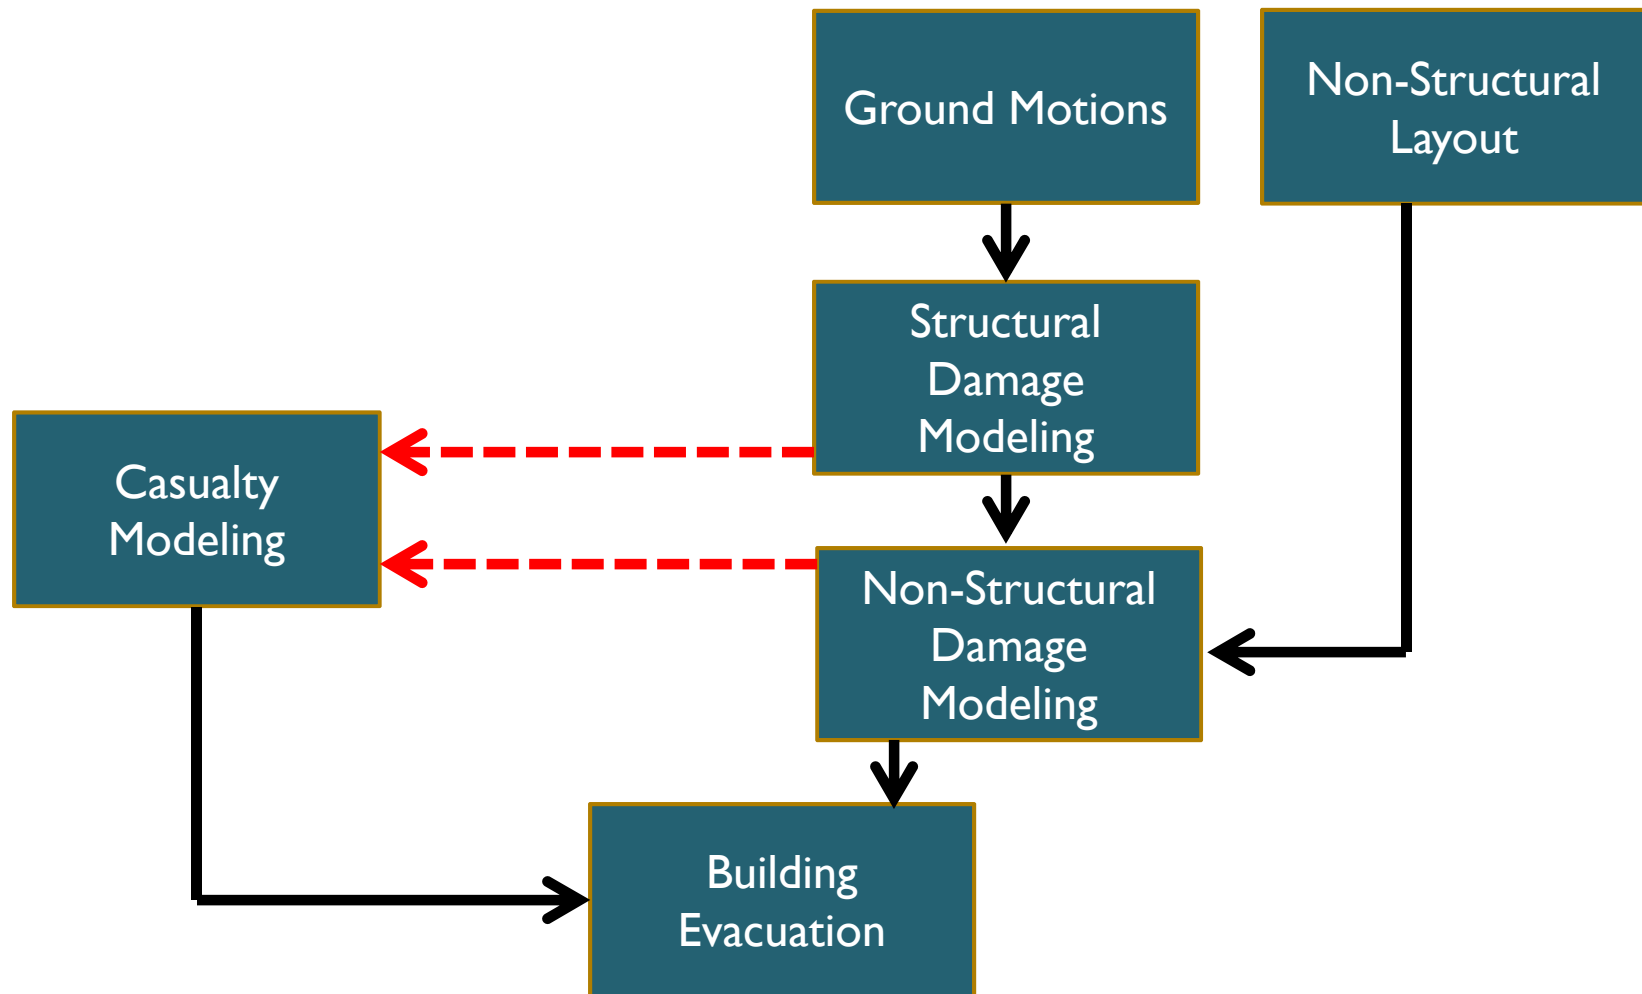 Ground Motions
Non-Structural
Layout
Structural
Damage
Modeling
Casualty
Modeling
Non-Structural
Damage
Modeling
Building
Evacuation